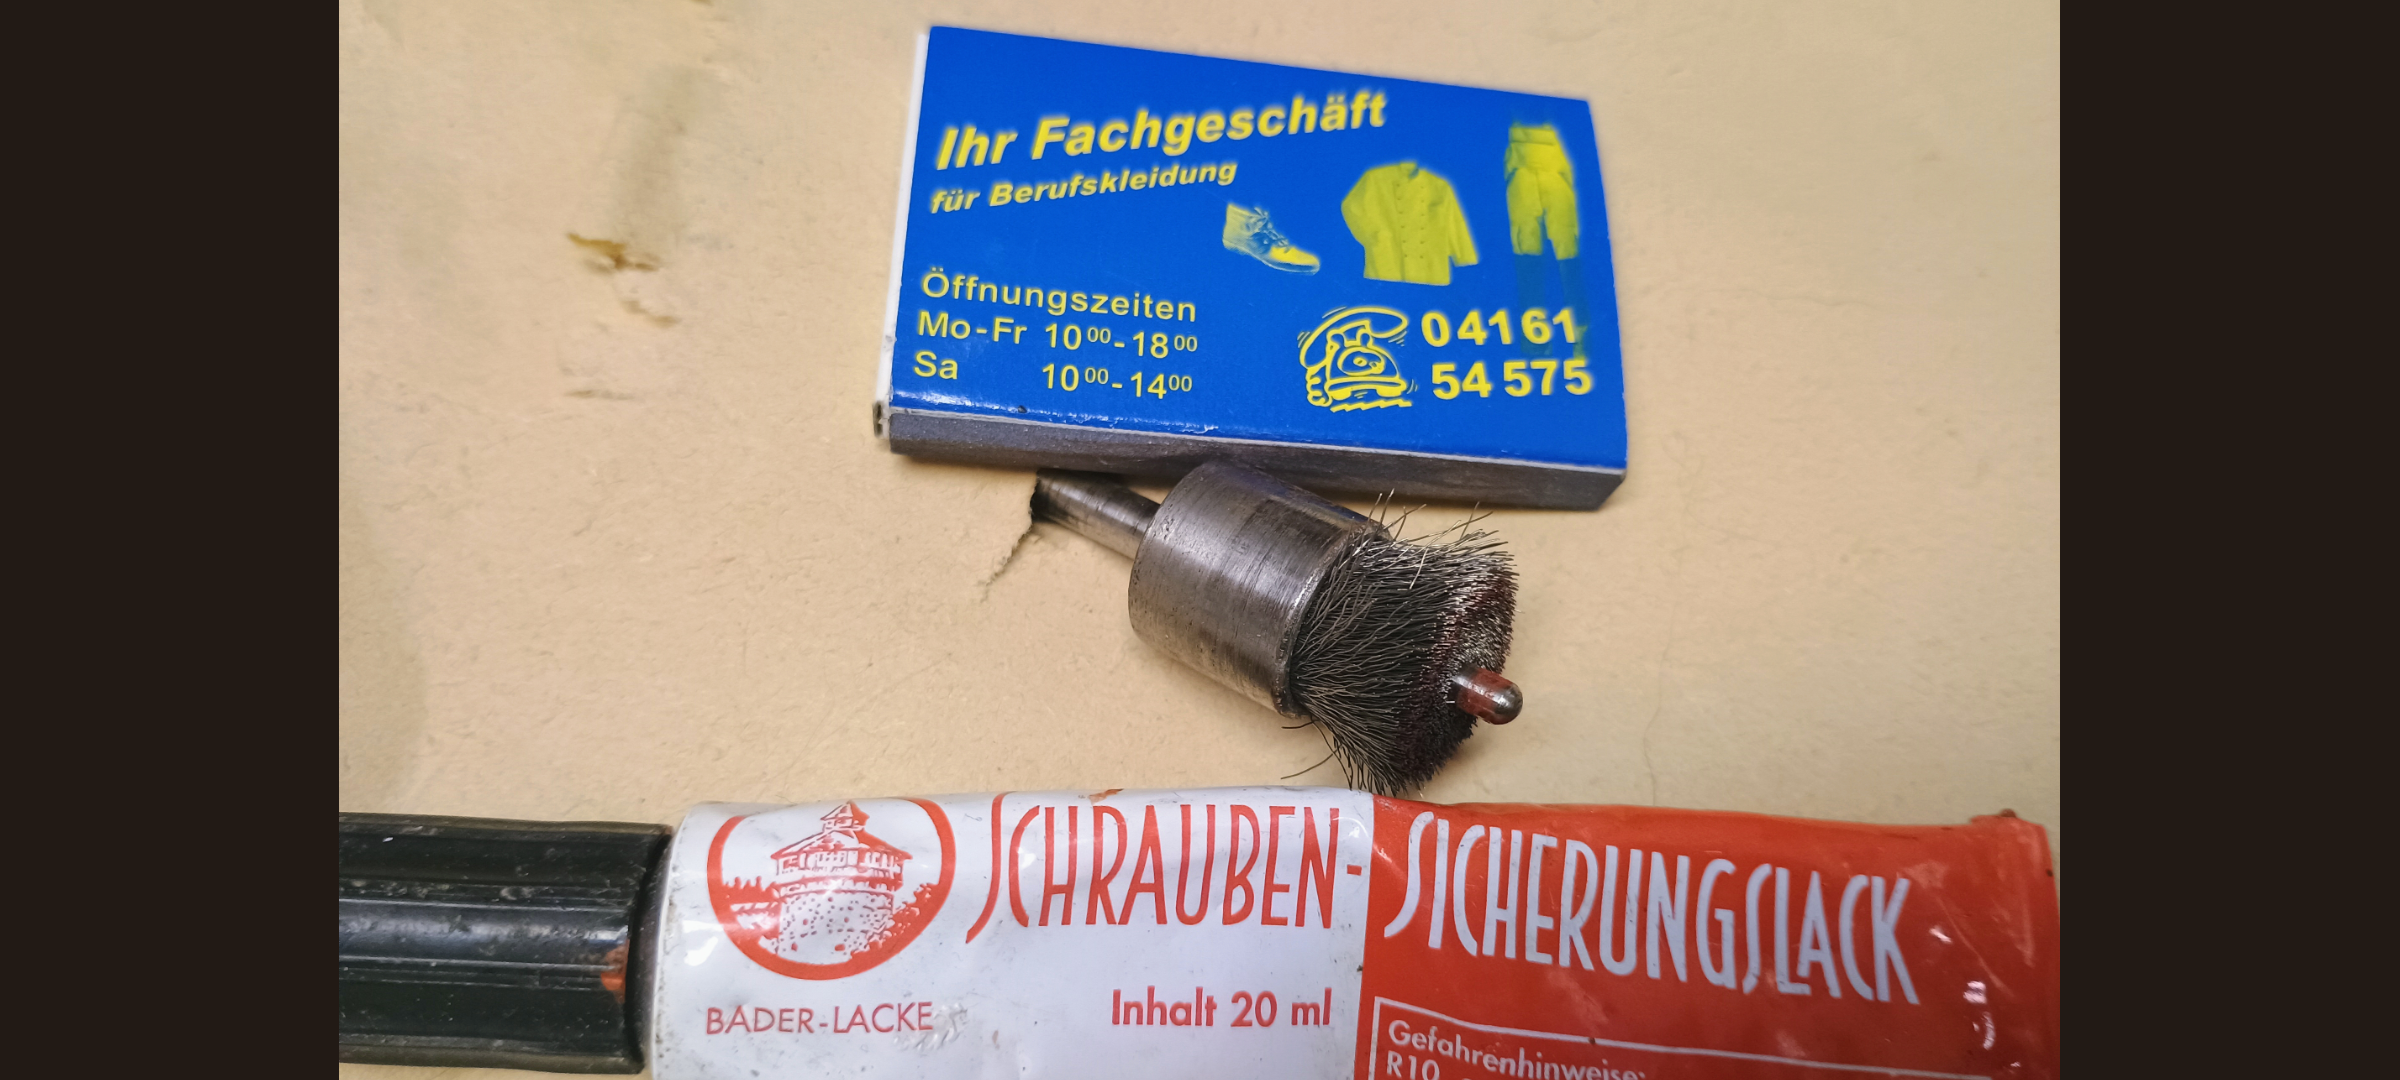 Ihr Fachgeschäft
für Berufskleidung
Öffnungszeiten
Mo-Fr 10⁰⁰-18⁰⁰
Sa 10⁰⁰-14⁰⁰
04161
54 575
SCHRAUBEN-
SICHERUNGSLACK
BADER-LACKE
Inhalt 20 ml
Gefahrenhinweise:
R10